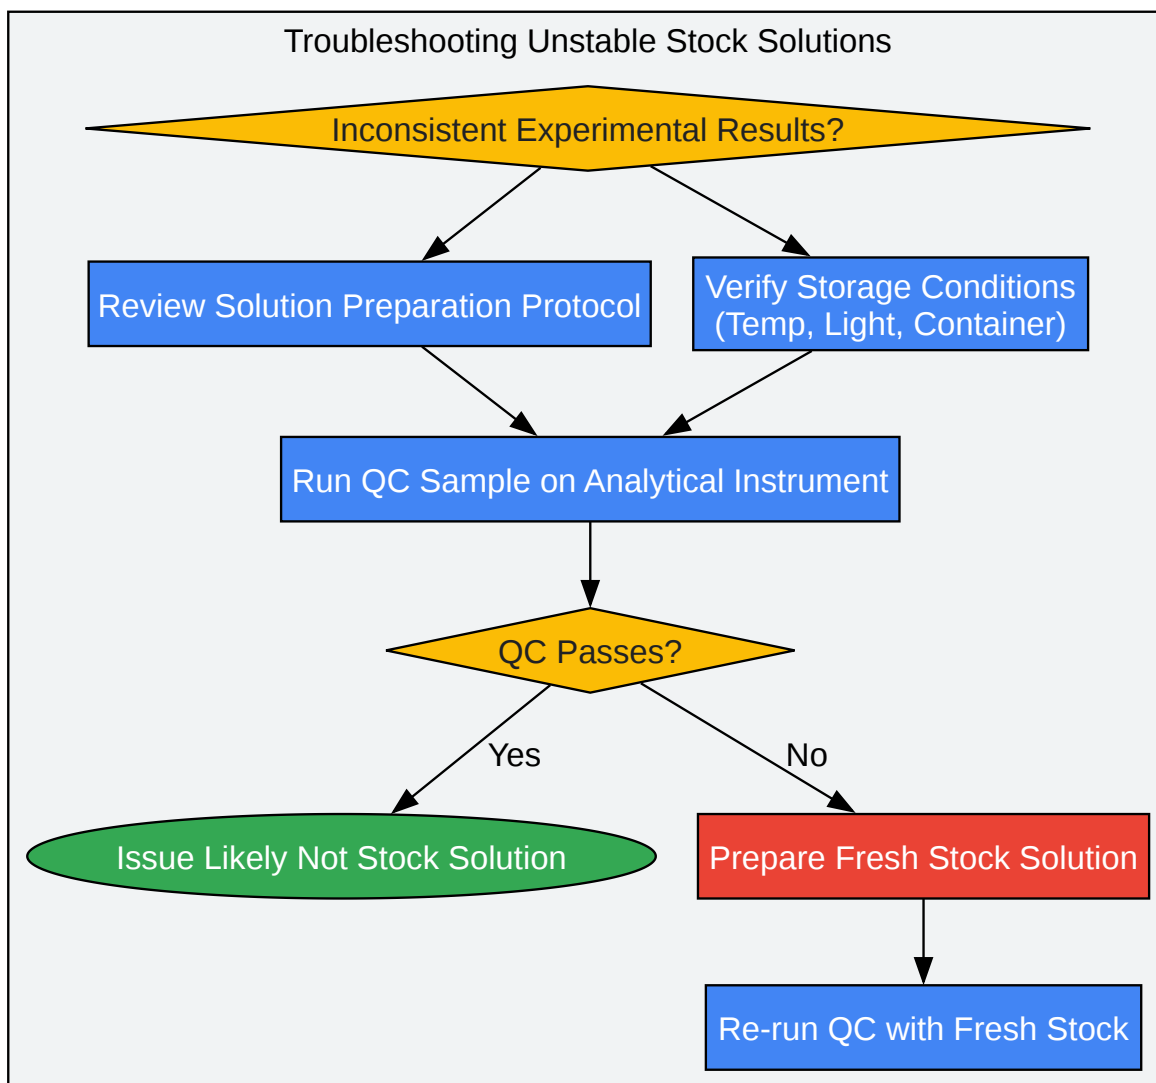 Troubleshooting Unstable Stock Solutions
Inconsistent Experimental Results?
Review Solution Preparation Protocol
Verify Storage Conditions
(Temp, Light, Container)
Run QC Sample on Analytical Instrument
QC Passes?
Yes
No
Issue Likely Not Stock Solution
Prepare Fresh Stock Solution
Re-run QC with Fresh Stock